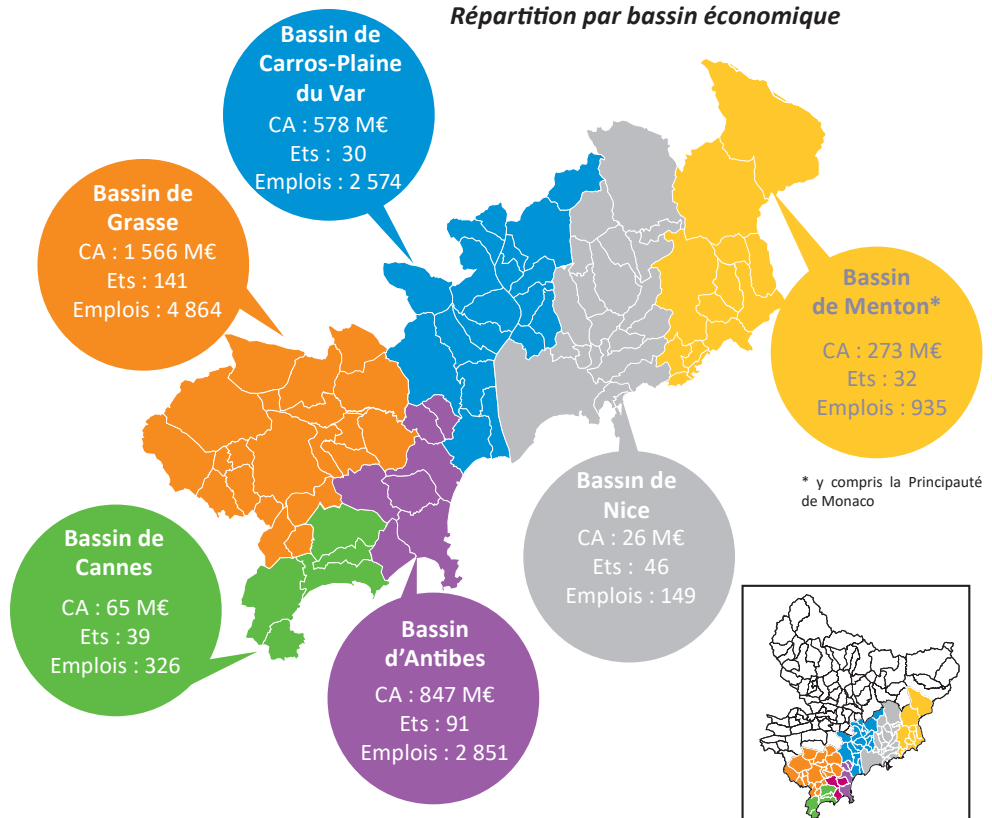 Répartition par bassin économique
Bassin de
Carros-Plaine
du Var
CA : 578 M€
Ets : 30
Emplois : 2 574
Bassin de
Grasse
CA : 1 566 M€
Ets : 141
Emplois : 4 864
Bassin
de Menton*
CA : 273 M€
Ets : 32
Emplois : 935
* y compris la Principauté
de Monaco
Bassin de
Nice
CA : 26 M€
Ets : 46
Emplois : 149
Bassin de
Cannes
CA : 65 M€
Ets : 39
Emplois : 326
Bassin
d’Antibes
CA : 847 M€
Ets : 91
Emplois : 2 851